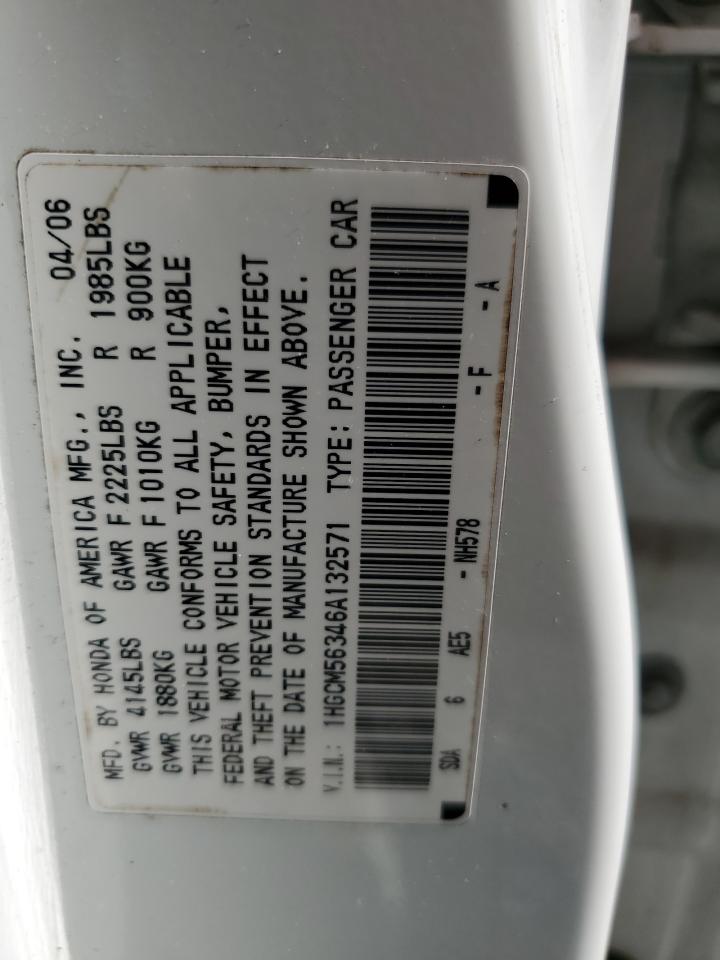 MFD. BY HONDA OF AMERICA MFG., INC. 04/06
GVWR 4145LBS GAWR F 2225LBS R 1985LBS
GVWR 1880KG GAWR F 1010KG R 900KG
THIS VEHICLE CONFORMS TO ALL APPLICABLE
FEDERAL MOTOR VEHICLE SAFETY, BUMPER,
AND THEFT PREVENTION STANDARDS IN EFFECT
ON THE DATE OF MANUFACTURE SHOWN ABOVE.
V.I.N.: 1HGCM56346A132571 TYPE: PASSENGER CAR
SDA 6 AE5 - NH578 - F - A